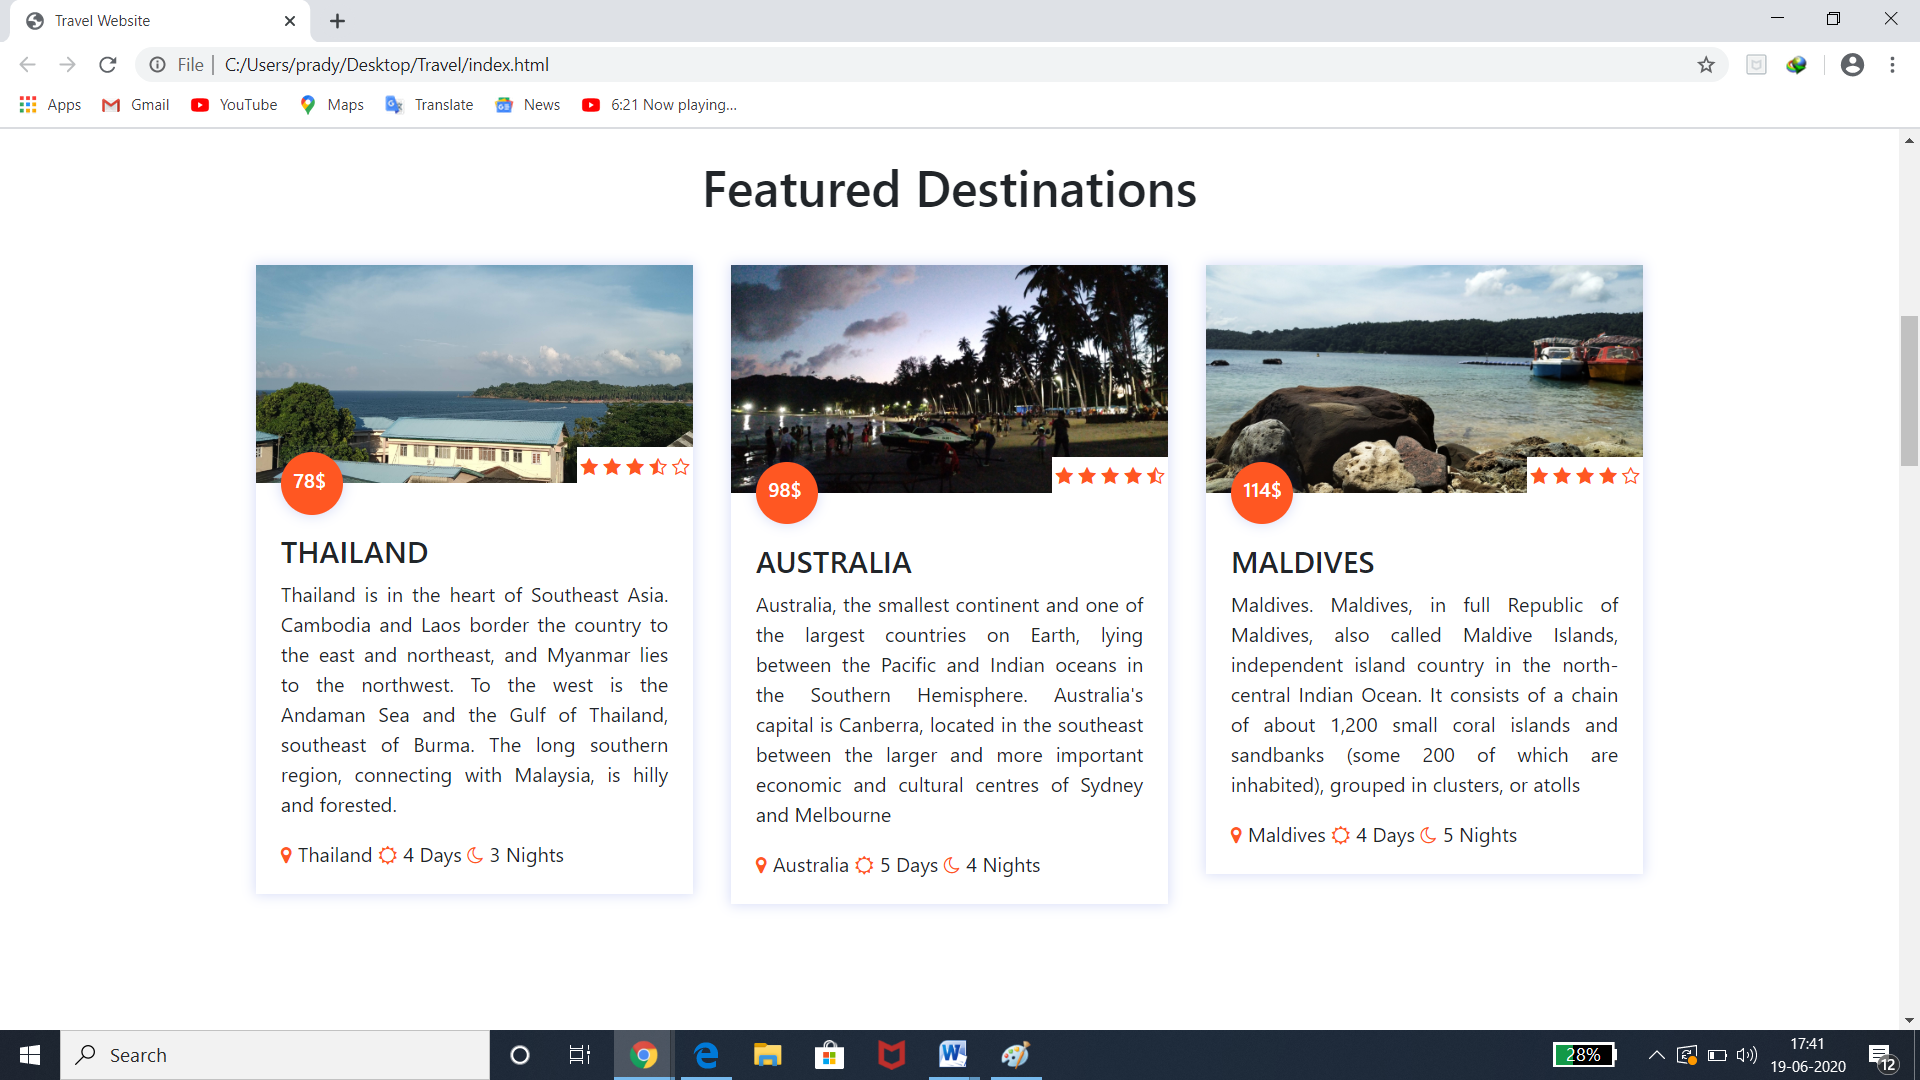 Travel Website
File | C:/Users/prady/Desktop/Travel/index.html
Apps Gmail YouTube Maps Translate News 6:21 Now playing...
Featured Destinations
78$
THAILAND
Thailand is in the heart of Southeast Asia.
Cambodia and Laos border the country to
the east and northeast, and Myanmar lies
to the northwest. To the west is the
Andaman Sea and the Gulf of Thailand,
southeast of Burma. The long southern
region, connecting with Malaysia, is hilly
and forested.
Thailand 4 Days 3 Nights
98$
AUSTRALIA
Australia, the smallest continent and one of
the largest countries on Earth, lying
between the Pacific and Indian oceans in
the Southern Hemisphere. Australia's
capital is Canberra, located in the southeast
between the larger and more important
economic and cultural centres of Sydney
and Melbourne
Australia 5 Days 4 Nights
114$
MALDIVES
Maldives. Maldives, in full Republic of
Maldives, also called Maldive Islands,
independent island country in the north-
central Indian Ocean. It consists of a chain
of about 1,200 small coral islands and
sandbanks (some 200 of which are
inhabited), grouped in clusters, or atolls
Maldives 4 Days 5 Nights
Search
28%
17:41
19-06-2020
12